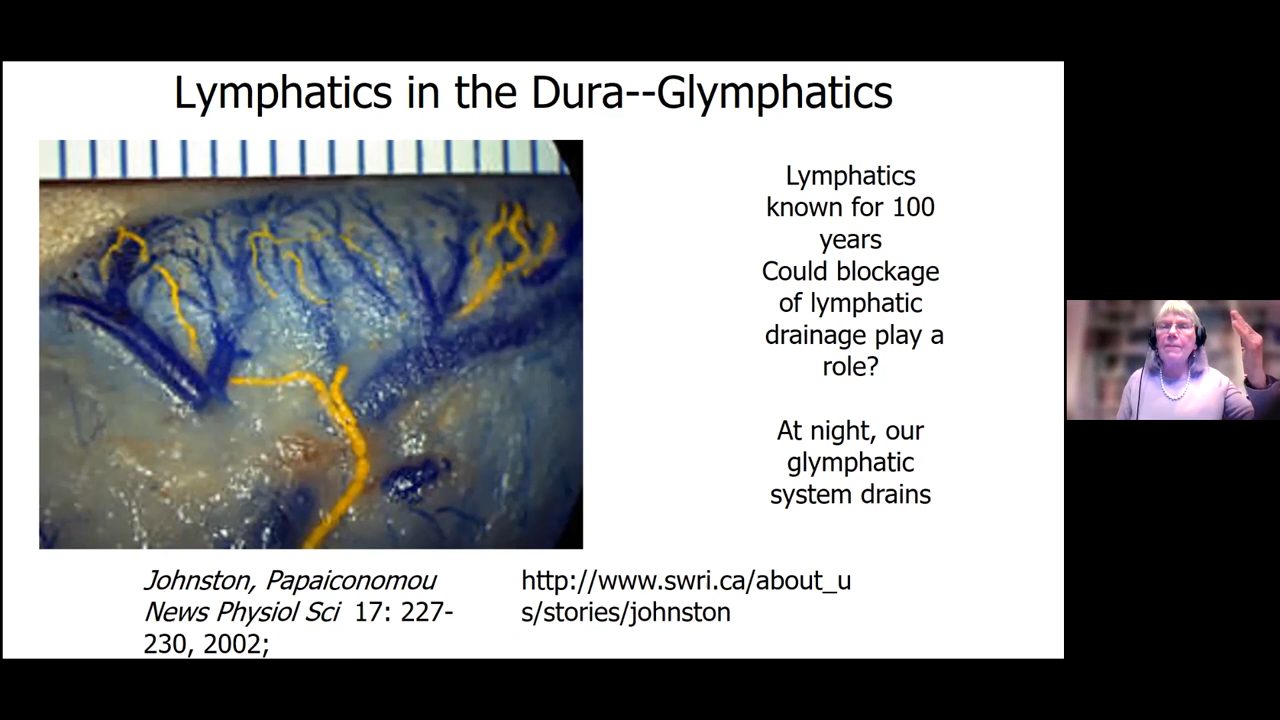 Lymphatics in the Dura--Glymphatics
Lymphatics
known for 100
years
Could blockage
of lymphatic
drainage play a
role?
At night, our
glymphatic
system drains
Johnston, Papaiconomou
News Physiol Sci 17: 227-
230, 2002;
http://www.swri.ca/about_u
s/stories/johnston